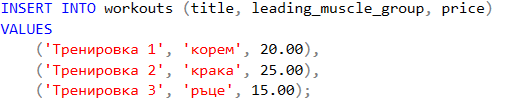 INSERT INTO workouts (title, leading_muscle_group, price)
VALUES
('Тренировка 1', 'корем', 20.00),
('Тренировка 2', 'крака', 25.00),
('Тренировка 3', 'ръце', 15.00);